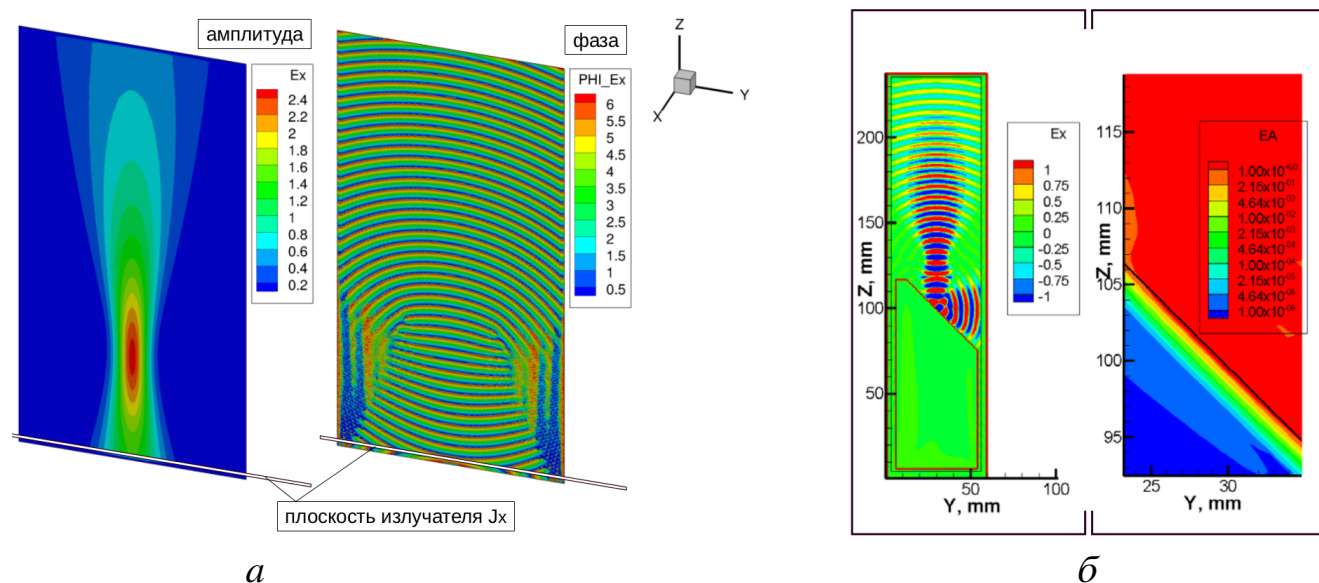 амплитуда
Ex
2.4
2.2
2
1.8
1.6
1.4
1.2
1
0.8
0.6
0.4
0.2
фаза
PHI_Ex
6
5.5
5
4.5
4
3.5
3
2.5
2
1.5
1
0.5
Z
Y
X
плоскость излучателя Jx
а
Z, mm
200
150
100
50
50
100
Y, mm
Ex
1
0.75
0.5
0.25
0
-0.25
-0.5
-0.75
-1
Z, mm
115
110
105
100
95
25
30
Y, mm
EA
1.00x10⁺⁰⁰
2.15x10⁻⁰¹
4.64x10⁻⁰²
1.00x10⁻⁰²
2.15x10⁻⁰³
4.64x10⁻⁰⁴
1.00x10⁻⁰⁴
2.15x10⁻⁰⁵
4.64x10⁻⁰⁶
1.00x10⁻⁰⁶
б